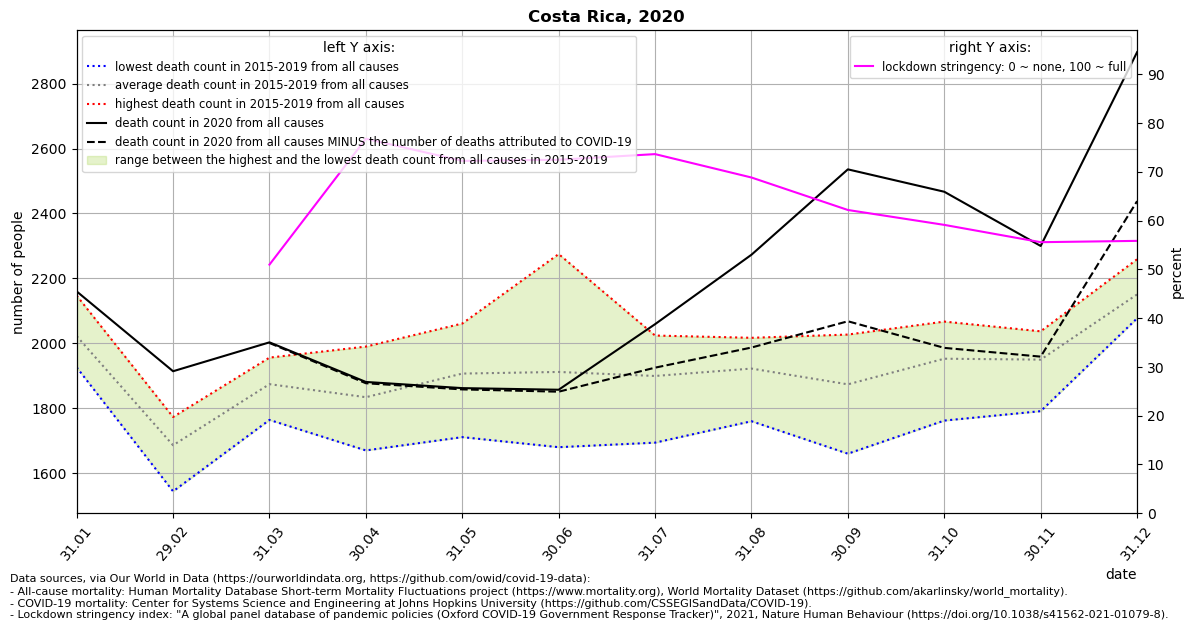 Costa Rica, 2020
left Y axis:
lowest death count in 2015-2019 from all causes
average death count in 2015-2019 from all causes
highest death count in 2015-2019 from all causes
death count in 2020 from all causes
death count in 2020 from all causes MINUS the number of deaths attributed to COVID-19
range between the highest and the lowest death count from all causes in 2015-2019
right Y axis:
lockdown stringency: 0 ~ none, 100 ~ full
number of people
2800
2600
2400
2200
2000
1800
1600
percent
90
80
70
60
50
40
30
20
10
0
31.01
29.02
31.03
30.04
31.05
30.06
31.07
31.08
30.09
31.10
30.11
31.12
date
Data sources, via Our World in Data (https://ourworldindata.org, https://github.com/owid/covid-19-data):
- All-cause mortality: Human Mortality Database Short-term Mortality Fluctuations project (https://www.mortality.org), World Mortality Dataset (https://github.com/akarlinsky/world_mortality).
- COVID-19 mortality: Center for Systems Science and Engineering at Johns Hopkins University (https://github.com/CSSEGISandData/COVID-19).
- Lockdown stringency index: "A global panel database of pandemic policies (Oxford COVID-19 Government Response Tracker)", 2021, Nature Human Behaviour (https://doi.org/10.1038/s41562-021-01079-8).